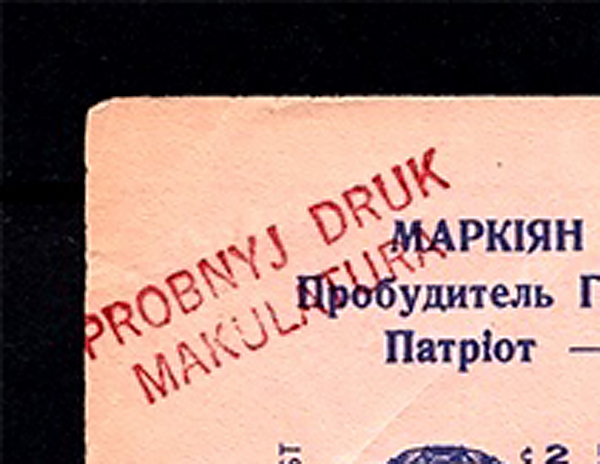 PROBNYJ DRUK
MAKULATURA
МАРКІЯН
Пробудитель
Патріот —